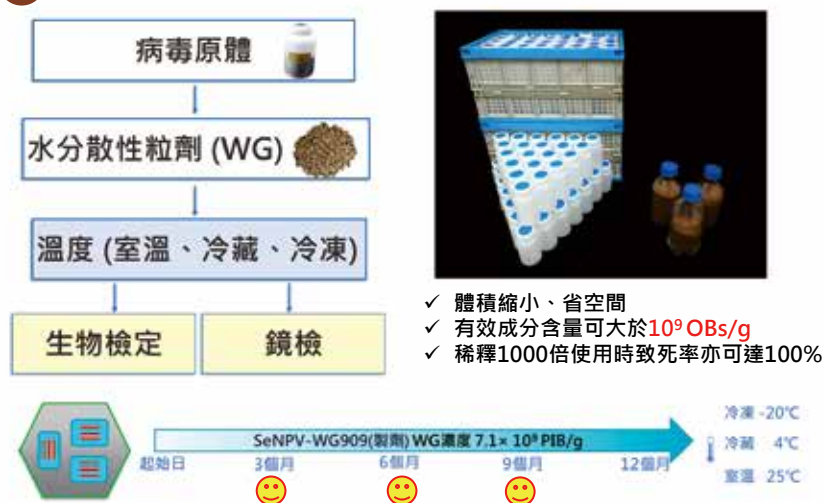 病毒原體
水分散性粒劑 (WG)
溫度 (室溫、冷藏、冷凍)
生物檢定
鏡檢
✓ 體積縮小、省空間
✓ 有效成分含量可大於10⁹ OBs/g
✓ 稀釋1000倍使用時致死率亦可達100%
SeNPV-WG909(製劑) WG濃度 7.1× 10⁹ PIB/g
起始日 3個月 6個月 9個月 12個月
冷凍 -20℃
冷藏 4℃
室溫 25℃